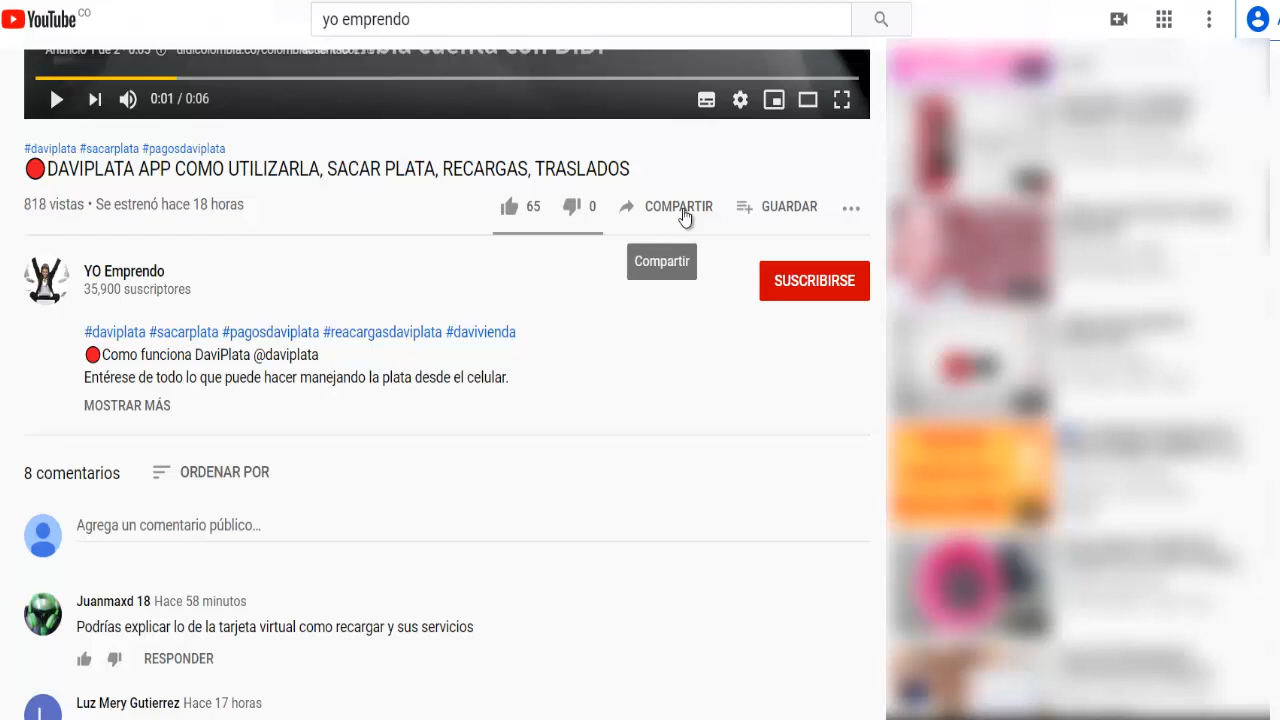 YouTube CO
yo emprendo
Anuncio 1 de 2
0:01 / 0:06
#daviplata #sacarplata #pagosdaviplata
🔴DAVIPLATA APP COMO UTILIZARLA, SACAR PLATA, RECARGAS, TRASLADOS
818 vistas • Se estrenó hace 18 horas
65 0 COMPARTIR GUARDAR
Compartir
YO Emprendo
35,900 suscriptores
SUSCRIBIRSE
#daviplata #sacarplata #pagosdaviplata #reacargasdaviplata #davivienda
🔴Como funciona DaviPlata @daviplata
Entérese de todo lo que puede hacer manejando la plata desde el celular.
MOSTRAR MÁS
8 comentarios ORDENAR POR
Agrega un comentario público...
Juanmaxd 18 Hace 58 minutos
Podrías explicar lo de la tarjeta virtual como recargar y sus servicios
RESPONDER
L Luz Mery Gutierrez Hace 17 horas